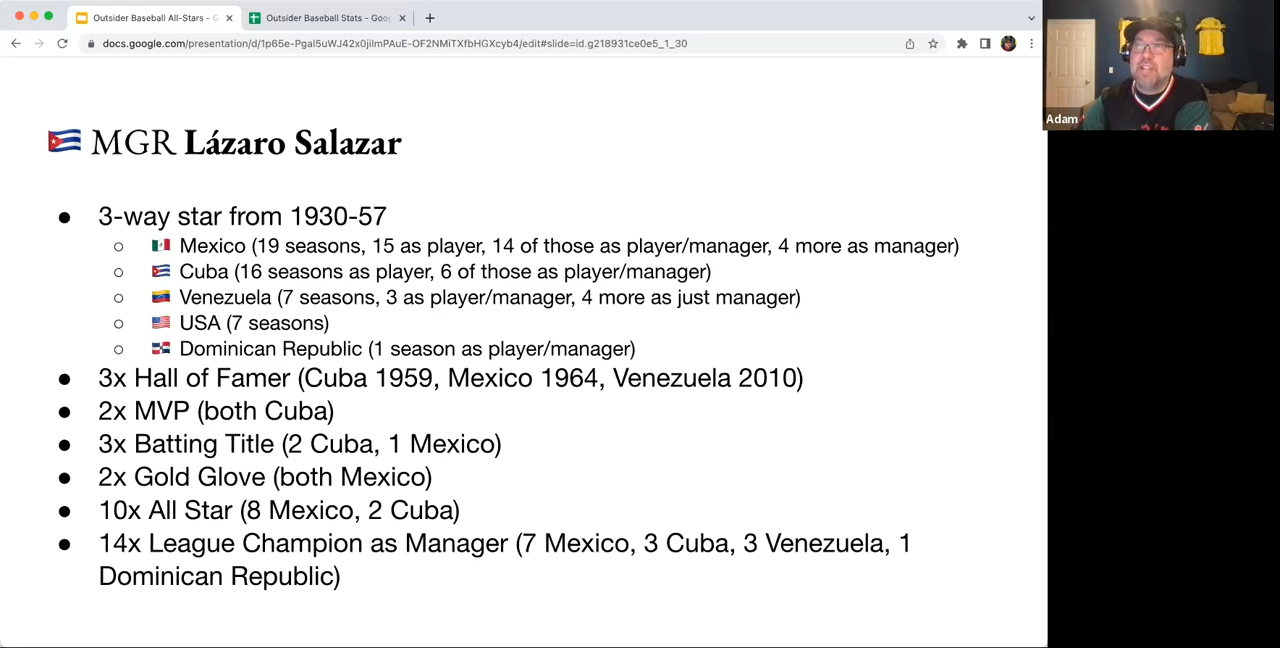 Outsider Baseball All-Stars - G
Outsider Baseball Stats - Goog
docs.google.com/presentation/d/1p65e-Pgal5uWJ42x0jilmPAuE-OF2NMiTXfbHGXcyb4/edit#slide=id.g218931ce0e5_1_30
Adam
MGR Lázaro Salazar
● 3-way star from 1930-57
○ Mexico (19 seasons, 15 as player, 14 of those as player/manager, 4 more as manager)
○ Cuba (16 seasons as player, 6 of those as player/manager)
○ Venezuela (7 seasons, 3 as player/manager, 4 more as just manager)
○ USA (7 seasons)
○ Dominican Republic (1 season as player/manager)
● 3x Hall of Famer (Cuba 1959, Mexico 1964, Venezuela 2010)
● 2x MVP (both Cuba)
● 3x Batting Title (2 Cuba, 1 Mexico)
● 2x Gold Glove (both Mexico)
● 10x All Star (8 Mexico, 2 Cuba)
● 14x League Champion as Manager (7 Mexico, 3 Cuba, 3 Venezuela, 1
Dominican Republic)